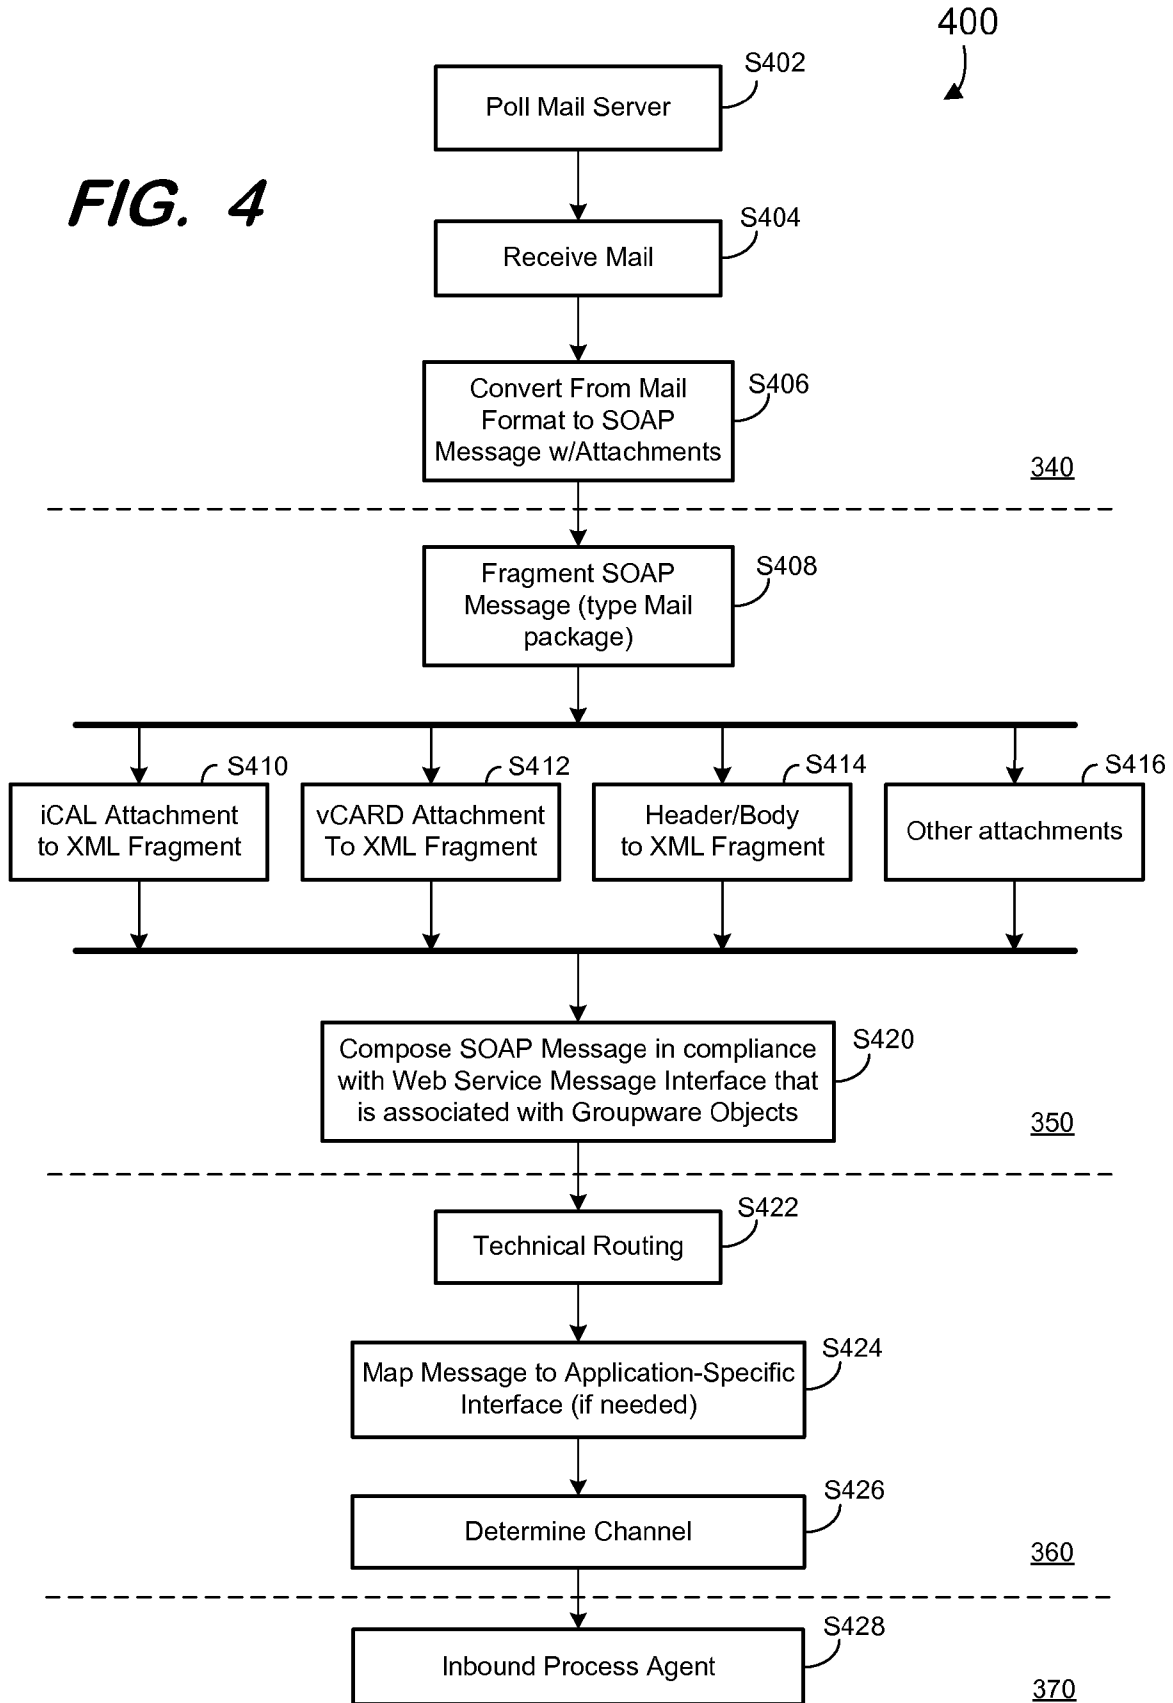 400
S402
Poll Mail Server
FIG. 4
S404
Receive Mail
S406
Convert From Mail
Format to SOAP
Message w/Attachments
340
S408
Fragment SOAP
Message (type Mail
package)
S410
iCAL Attachment
to XML Fragment
S412
vCARD Attachment
To XML Fragment
S414
Header/Body
to XML Fragment
S416
Other attachments
S420
Compose SOAP Message in compliance
with Web Service Message Interface that
is associated with Groupware Objects
350
S422
Technical Routing
S424
Map Message to Application-Specific
Interface (if needed)
S426
Determine Channel
360
S428
Inbound Process Agent
370